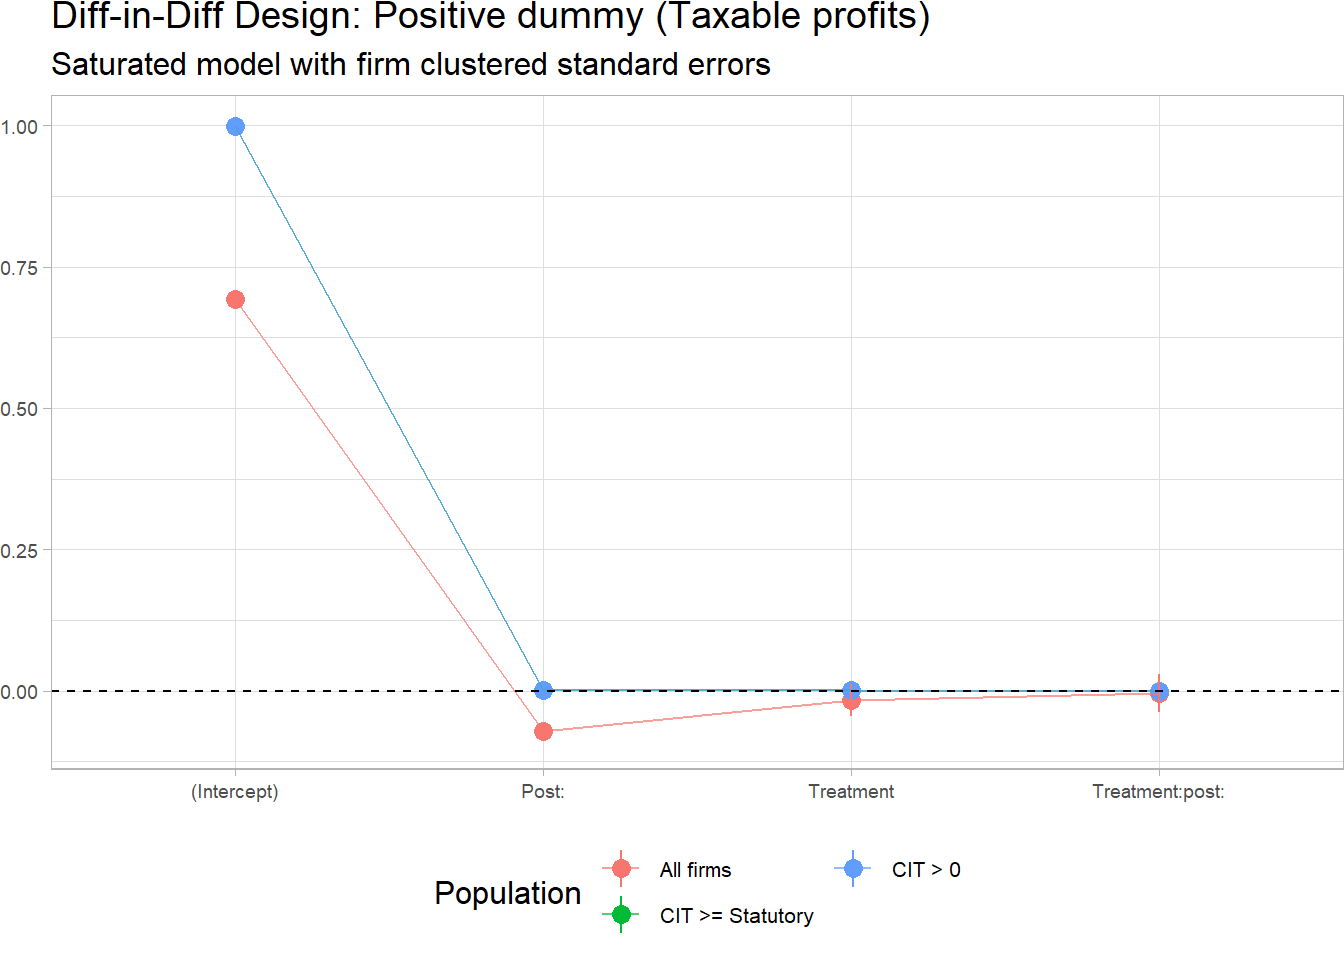 Diff-in-Diff Design: Positive dummy (Taxable profits)
Saturated model with firm clustered standard errors
1.00
0.75
0.50
0.25
0.00
(Intercept) Post: Treatment Treatment:post:
Population
All firms
CIT >= Statutory
CIT > 0